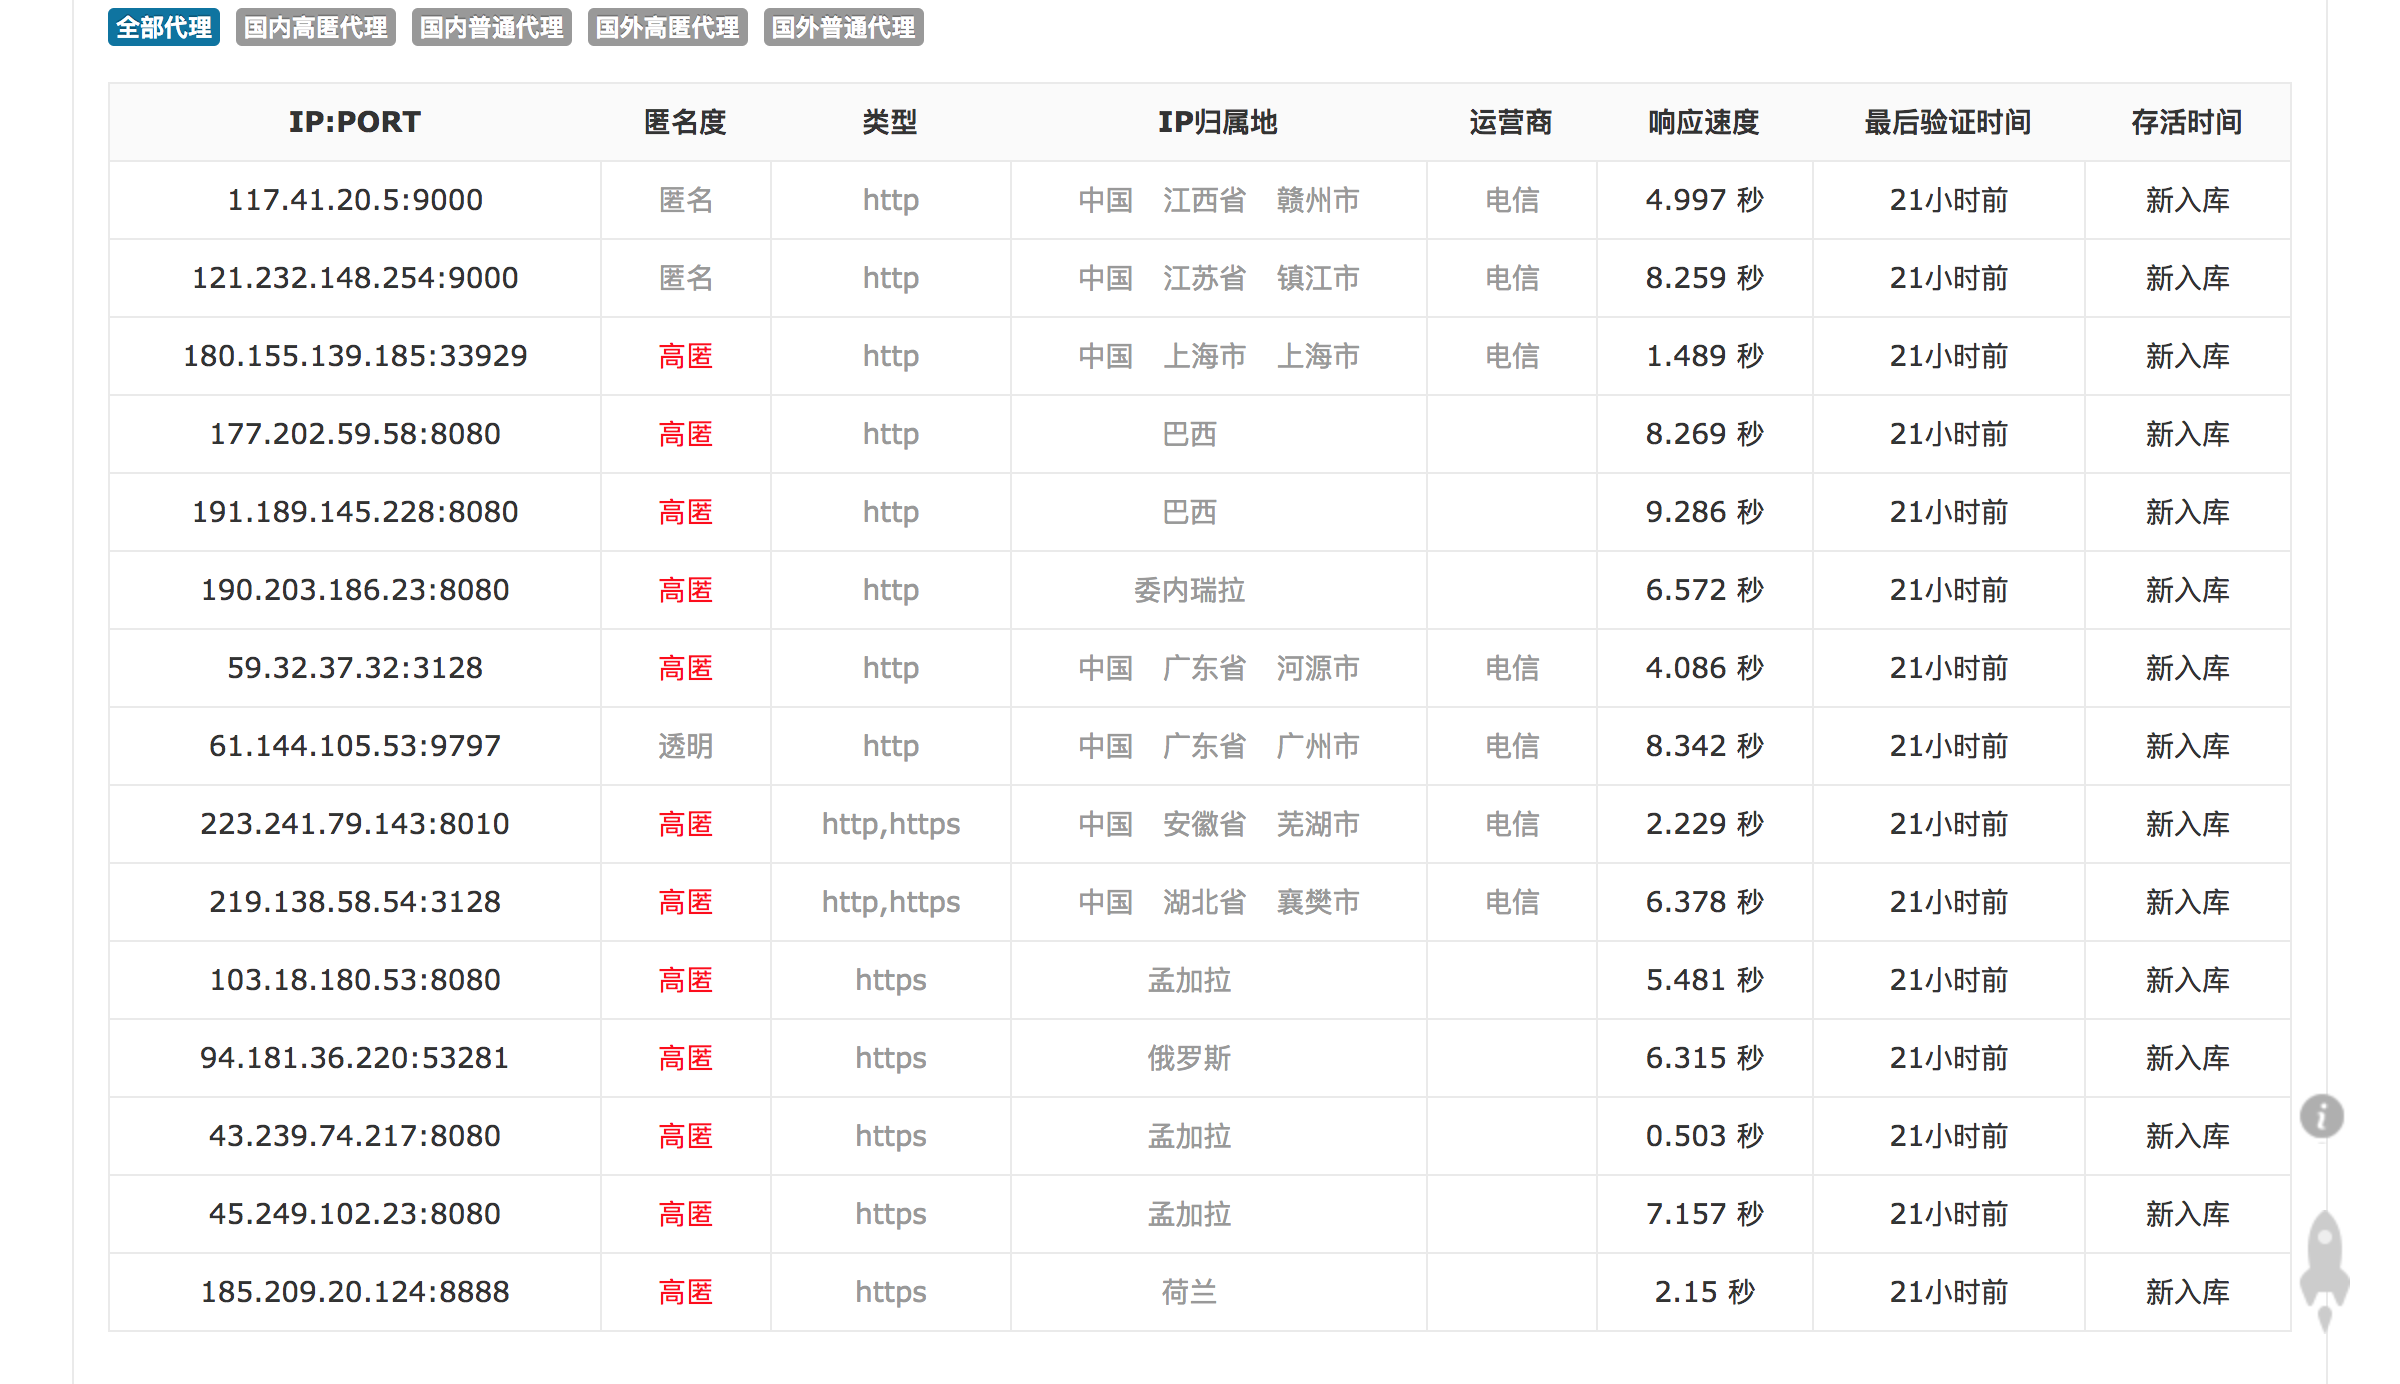 全部代理 国内高匿代理 国内普通代理 国外高匿代理 国外普通代理
IP:PORT 匿名度 类型 IP归属地 运营商 响应速度 最后验证时间 存活时间
117.41.20.5:9000 匿名 http 中国 江西省 赣州市 电信 4.997 秒 21小时前 新入库
121.232.148.254:9000 匿名 http 中国 江苏省 镇江市 电信 8.259 秒 21小时前 新入库
180.155.139.185:33929 高匿 http 中国 上海市 上海市 电信 1.489 秒 21小时前 新入库
177.202.59.58:8080 高匿 http 巴西 8.269 秒 21小时前 新入库
191.189.145.228:8080 高匿 http 巴西 9.286 秒 21小时前 新入库
190.203.186.23:8080 高匿 http 委内瑞拉 6.572 秒 21小时前 新入库
59.32.37.32:3128 高匿 http 中国 广东省 河源市 电信 4.086 秒 21小时前 新入库
61.144.105.53:9797 透明 http 中国 广东省 广州市 电信 8.342 秒 21小时前 新入库
223.241.79.143:8010 高匿 http,https 中国 安徽省 芜湖市 电信 2.229 秒 21小时前 新入库
219.138.58.54:3128 高匿 http,https 中国 湖北省 襄樊市 电信 6.378 秒 21小时前 新入库
103.18.180.53:8080 高匿 https 孟加拉 5.481 秒 21小时前 新入库
94.181.36.220:53281 高匿 https 俄罗斯 6.315 秒 21小时前 新入库
43.239.74.217:8080 高匿 https 孟加拉 0.503 秒 21小时前 新入库
45.249.102.23:8080 高匿 https 孟加拉 7.157 秒 21小时前 新入库
185.209.20.124:8888 高匿 https 荷兰 2.15 秒 21小时前 新入库